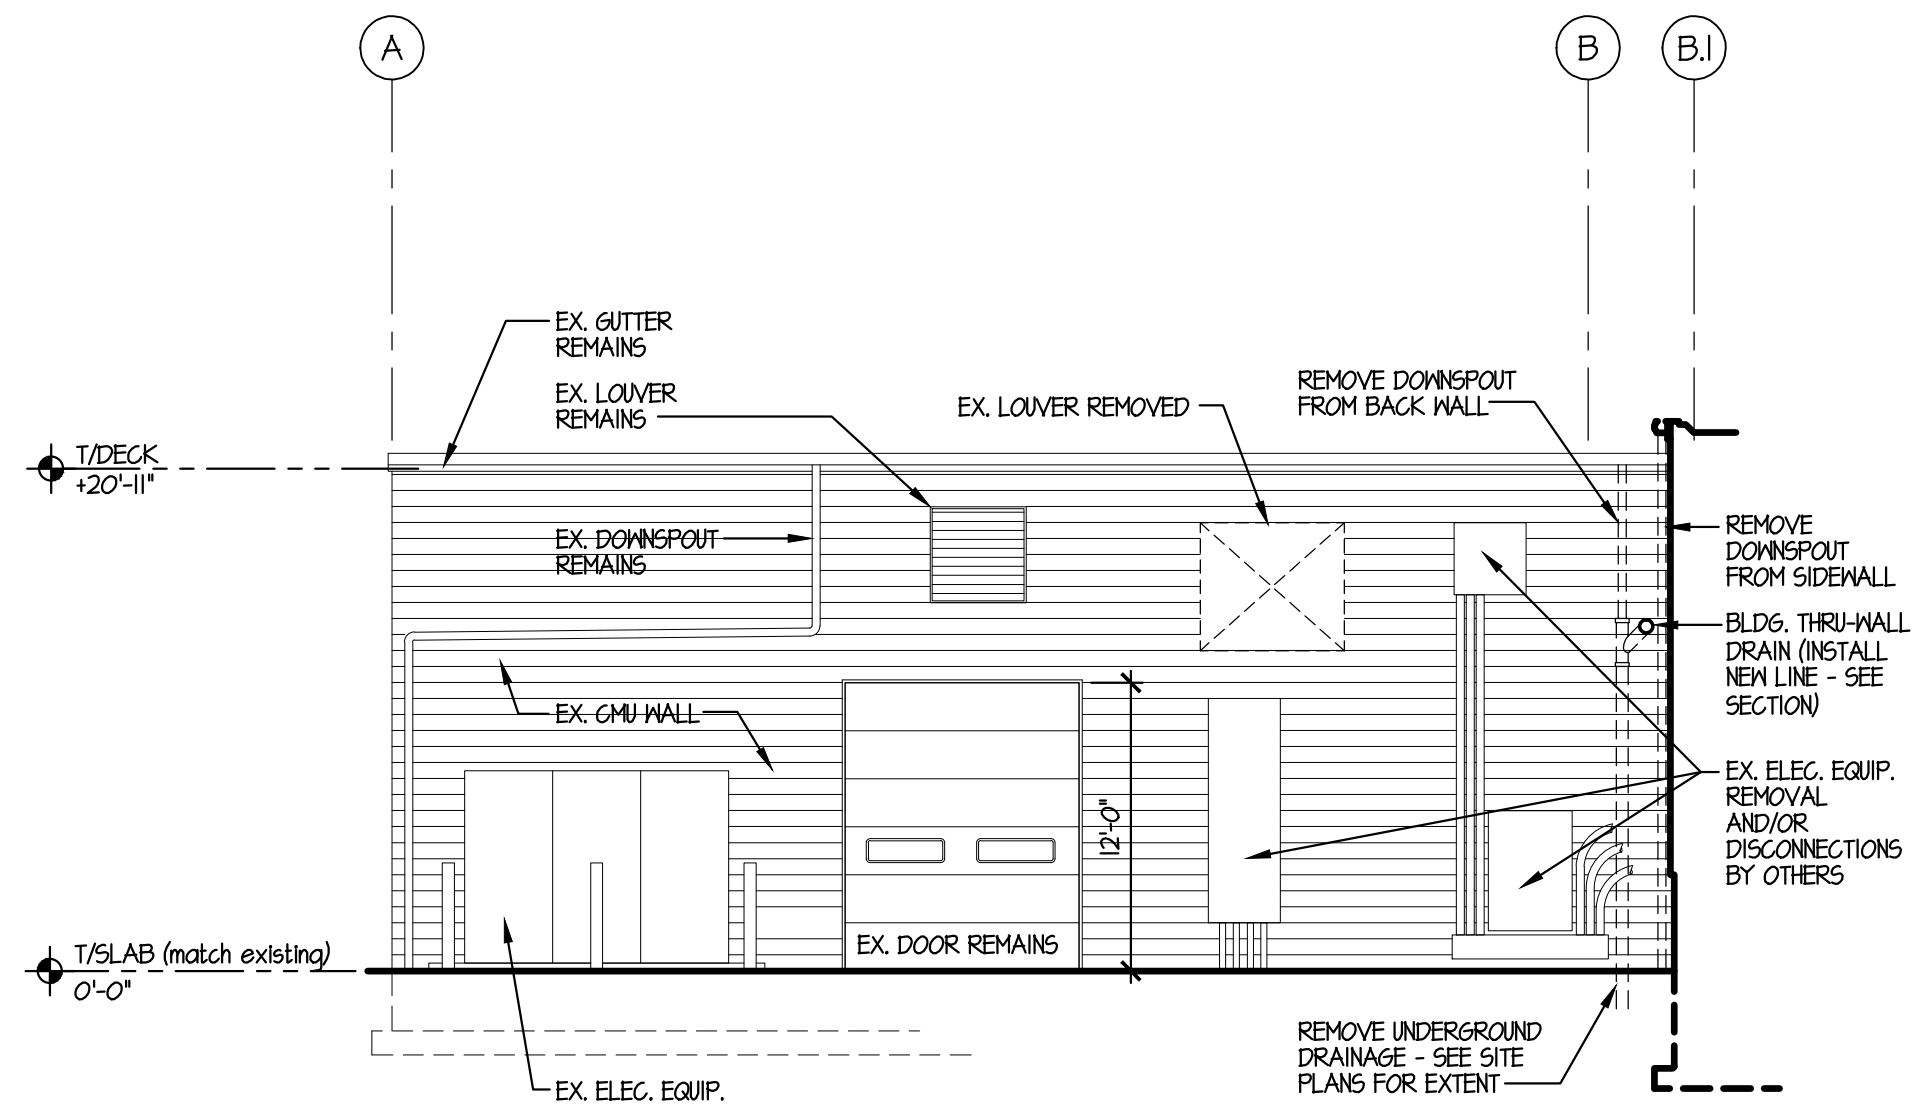 A
B
B.1
EX. GUTTER
REMAINS
EX. LOUVER
REMAINS
EX. LOUVER REMOVED
REMOVE DOWNSPOUT
FROM BACK WALL
T/DECK
+20'-11"
EX. DOWNSPOUT
REMAINS
REMOVE
DOWNSPOUT
FROM SIDEWALL
BLDG. THRU-WALL
DRAIN (INSTALL
NEW LINE - SEE
SECTION)
EX. CMU WALL
EX. ELEC. EQUIP.
REMOVAL
AND/OR
DISCONNECTIONS
BY OTHERS
12'-0"
EX. DOOR REMAINS
T/SLAB (match existing)
0'-0"
REMOVE UNDERGROUND
DRAINAGE - SEE SITE
PLANS FOR EXTENT
EX. ELEC. EQUIP.